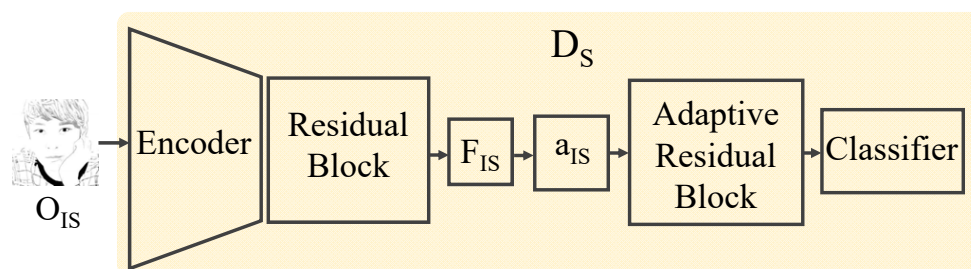 D_S
Encoder
Residual
Block
F_IS
a_IS
Adaptive
Residual
Block
Classifier
O_IS